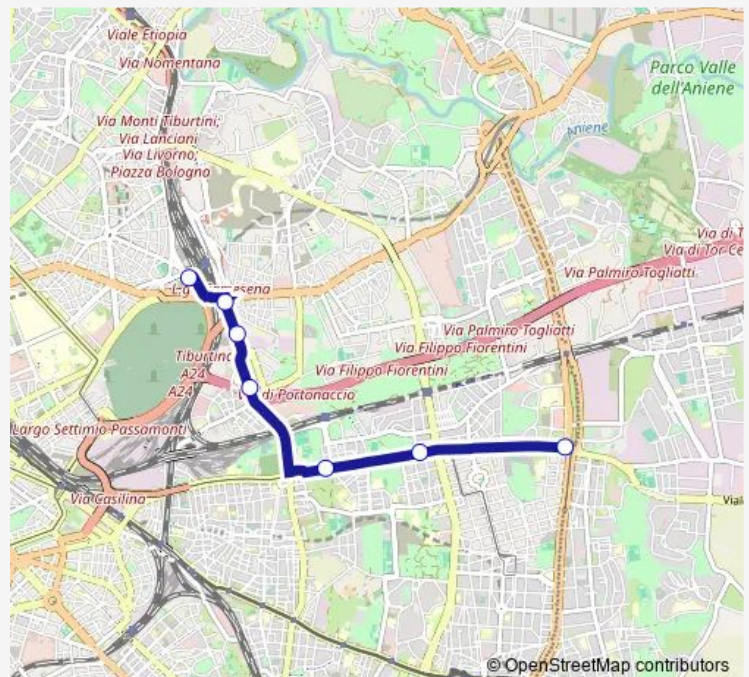 Viale Etiopia
Via Nomentana
Parco Valle
dell'Aniene
Via Monti Tiburtini;
Via Lanciani
Via Livorno;
Piazza Bologna
Aniene
Via di T
Via di Tor Ce
Via Palmiro Togliatti
Via Palmiro Togliatti
Via Filippo Fiorentini
Via Filippo Fiorentini
Tiburtina
A24
A24
di Portonaccio
Largo Settimio Passamonti
Via Casilina
Vial
© OpenStreetMap contributors